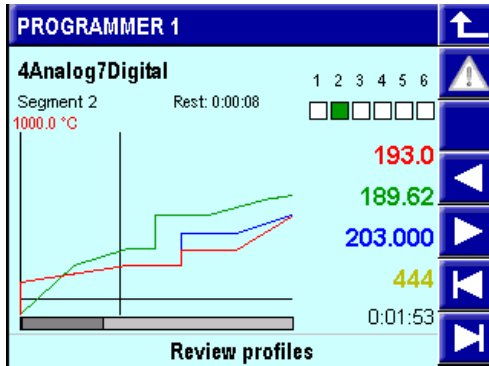 PROGRAMMER 1
4Analog7Digital
1 2 3 4 5 6
Segment 2 Rest: 0:00:08
1000.0 °C
193.0
189.62
203.000
444
0:01:53
Review profiles